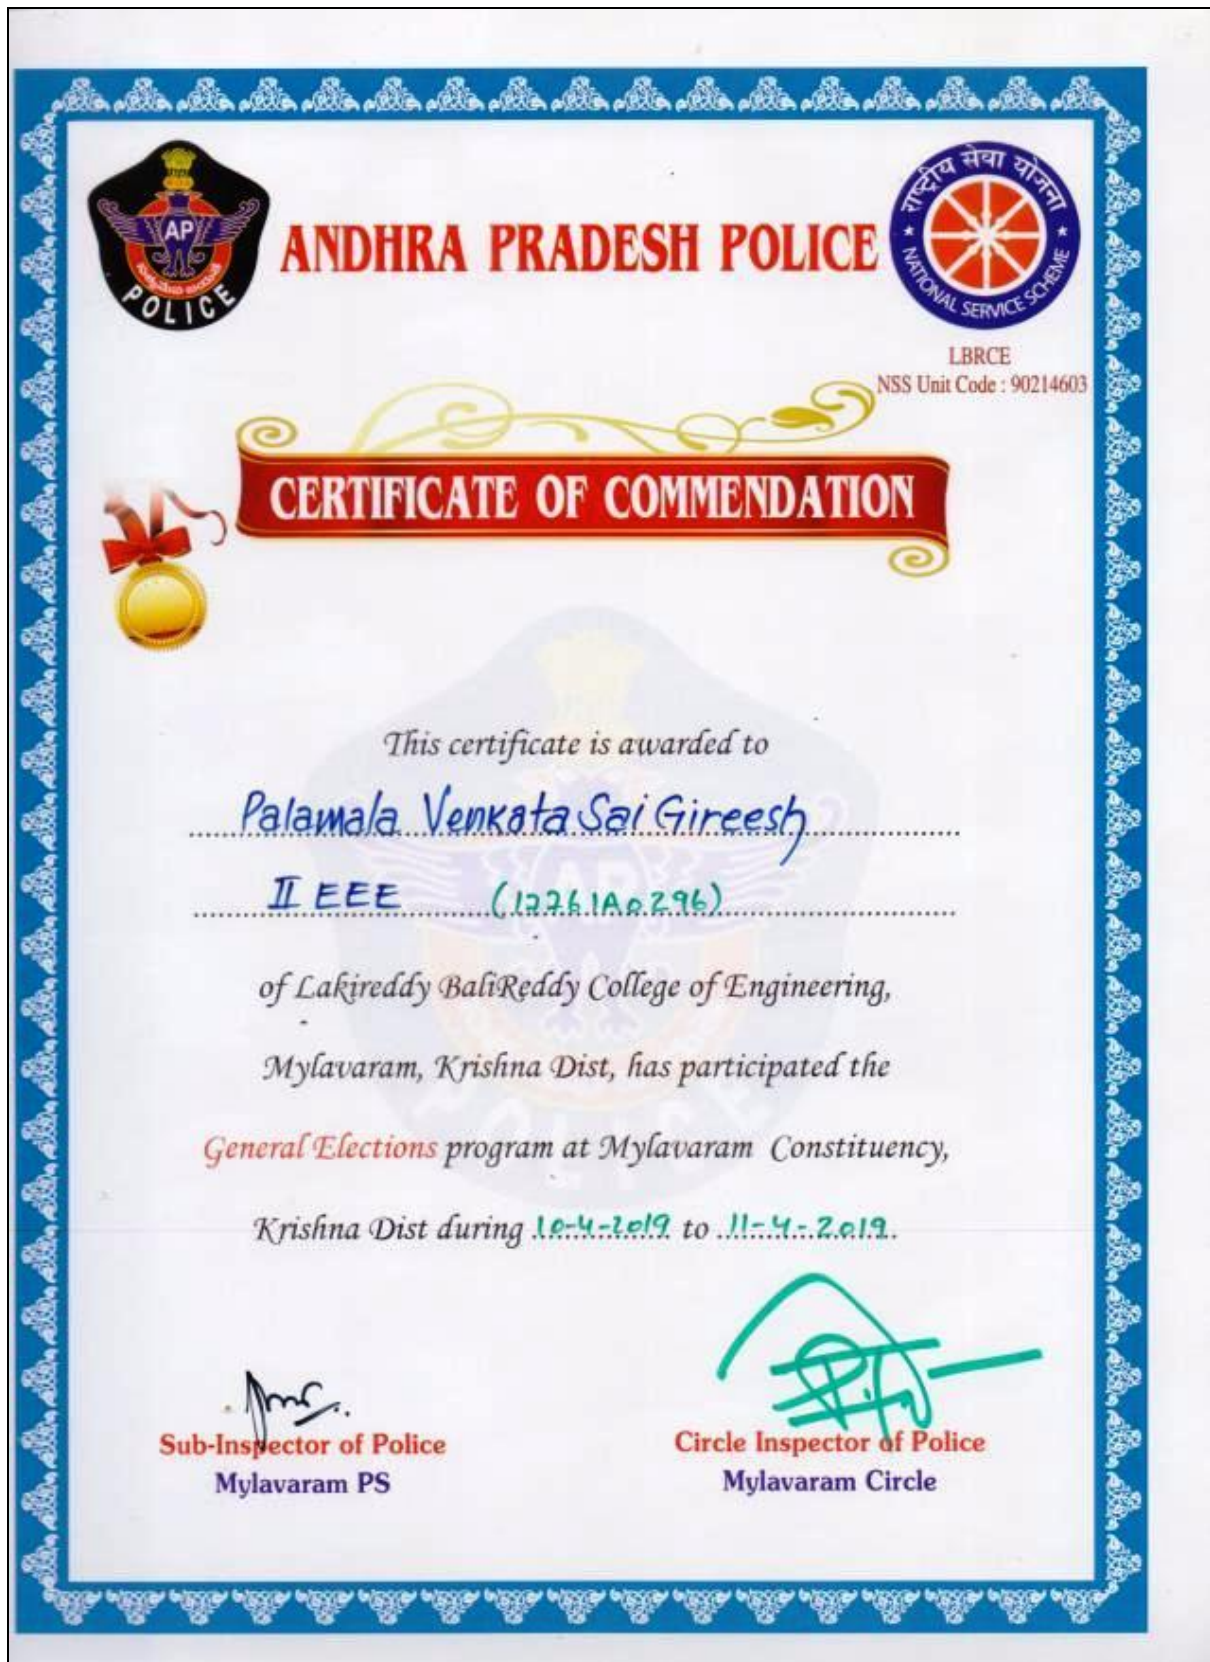 AP
POLICE
ANDHRA PRADESH POLICE
राष्ट्रीय सेवा योजना
NATIONAL SERVICE SCHEME
LBRCE
NSS Unit Code : 90214603
CERTIFICATE OF COMMENDATION
This certificate is awarded to
Palamala Venkata Sai Gireesh
II EEE (17761A0296)
of Lakireddy BaliReddy College of Engineering,
Mylavaram, Krishna Dist, has participated the
General Elections program at Mylavaram Constituency,
Krishna Dist during 10-4-2019 to 11-4-2019.
Sub-Inspector of Police
Mylavaram PS
Circle Inspector of Police
Mylavaram Circle